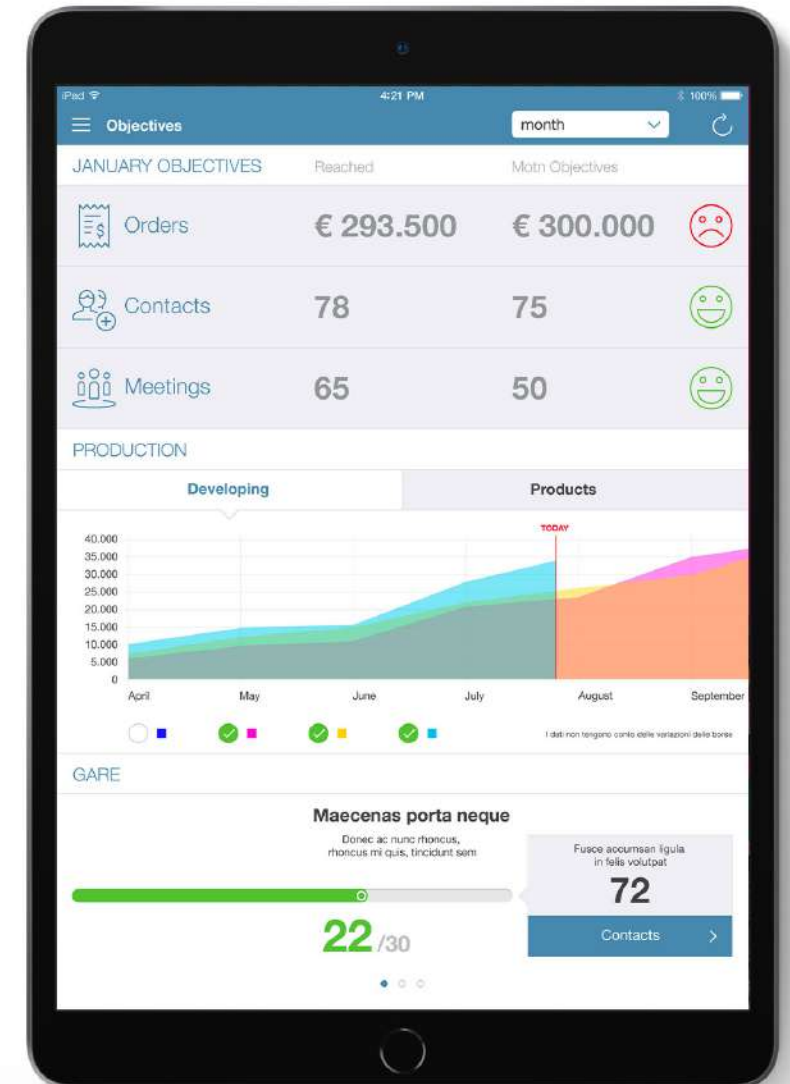 iPad 4:21 PM 100%
Objectives month
JANUARY OBJECTIVES Reached Motn Objectives
Orders € 293.500 € 300.000
Contacts 78 75
Meetings 65 50
PRODUCTION
Developing Products
TODAY
40.000
35.000
30.000
25.000
20.000
15.000
10.000
5.000
0
April May June July August September
I dati non tengono conto delle variazioni delle borse
GARE
Maecenas porta neque
Donec ac nunc rhoncus,
rhoncus mi quis, tincidunt sem
Fusce accumsan ligula
in felis volutpat
72
Contacts
22 /30